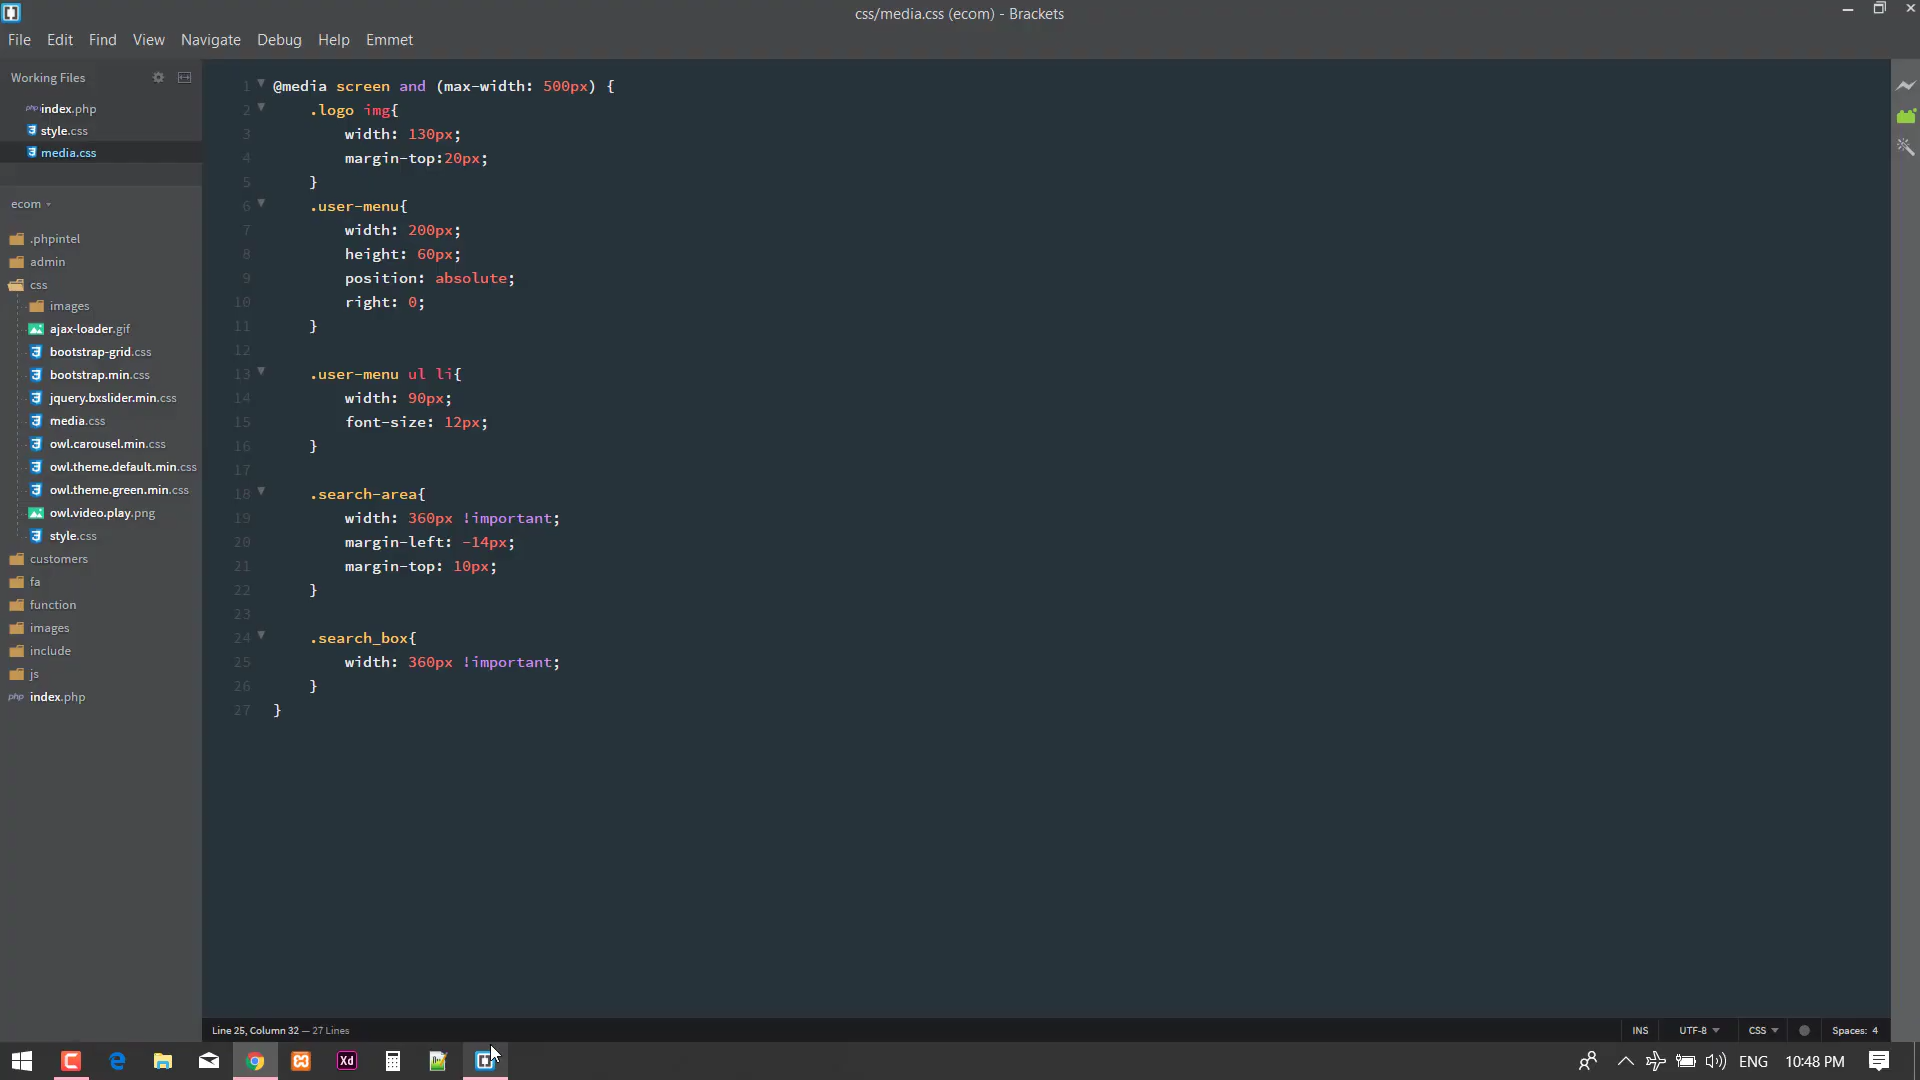 css/media.css (ecom) - Brackets
File Edit Find View Navigate Debug Help Emmet
Working Files
php index.php
style.css
media.css
ecom
.phpintel
admin
css
images
ajax-loader.gif
bootstrap-grid.css
bootstrap.min.css
jquery.bxslider.min.css
media.css
owl.carousel.min.css
owl.theme.default.min.css
owl.theme.green.min.css
owl.video.play.png
style.css
customers
fa
function
images
include
js
php index.php
1 @media screen and (max-width: 500px) {
2 .logo img{
3 width: 130px;
4 margin-top:20px;
5 }
6 .user-menu{
7 width: 200px;
8 height: 60px;
9 position: absolute;
10 right: 0;
11 }
12
13 .user-menu ul li{
14 width: 90px;
15 font-size: 12px;
16 }
17
18 .search-area{
19 width: 360px !important;
20 margin-left: -14px;
21 margin-top: 10px;
22 }
23
24 .search_box{
25 width: 360px !important;
26 }
27 }
Line 25, Column 32 — 27 Lines
INS UTF-8 CSS Spaces: 4
Xd
ENG 10:48 PM